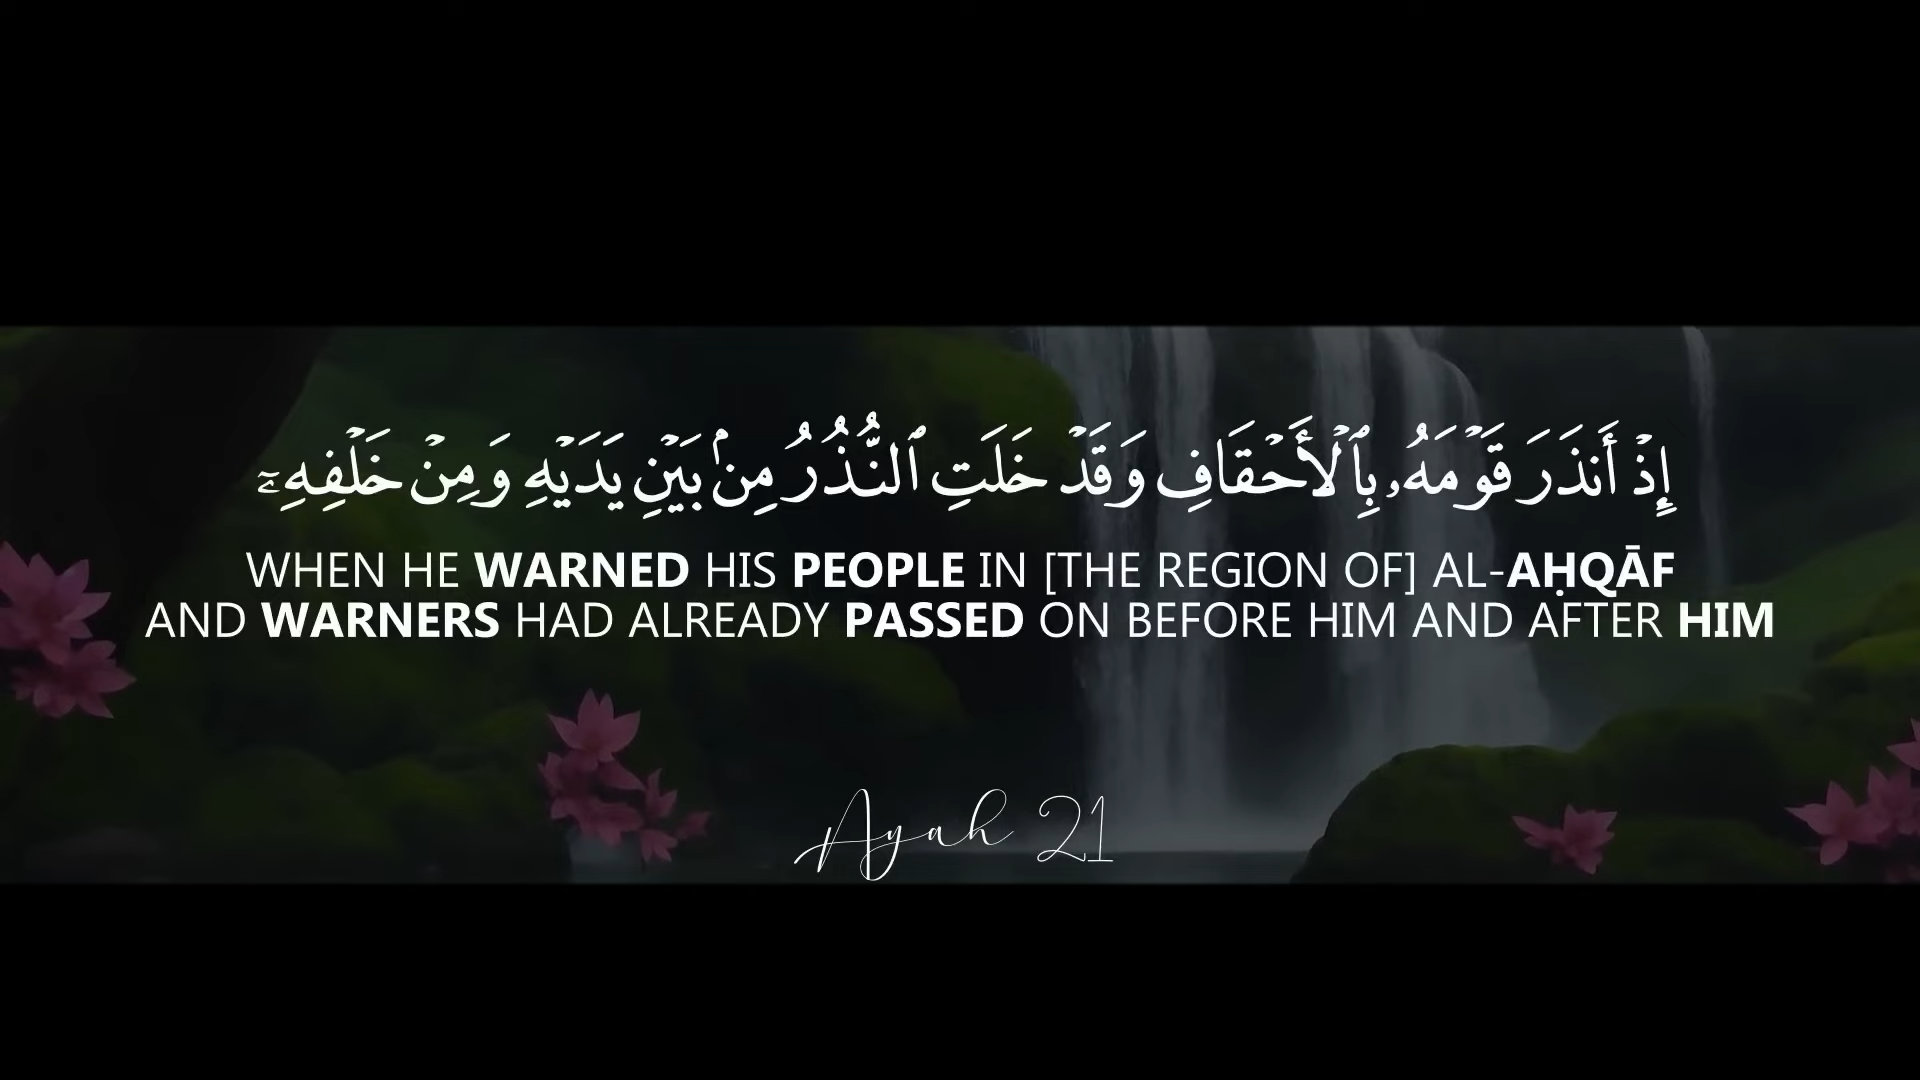 إِذْ أَنذَرَ قَوْمَهُۥ بِٱلْأَحْقَافِ وَقَدْ خَلَتِ ٱلنُّذُرُ مِنۢ بَيْنِ يَدَيْهِ وَمِنْ خَلْفِهِۦٓ
WHEN HE WARNED HIS PEOPLE IN [THE REGION OF] AL-AḤQĀF
AND WARNERS HAD ALREADY PASSED ON BEFORE HIM AND AFTER HIM
Ayah 21